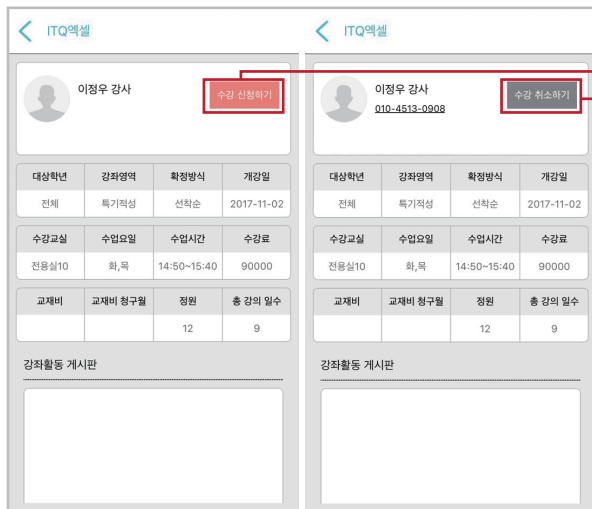 ITQ엑셀
이정우 강사
수강 신청하기
대상학년 강좌영역 확정방식 개강일
전체 특기적성 선착순 2017-11-02
수강교실 수업요일 수업시간 수강료
전용실10 화,목 14:50~15:40 90000
교재비 교재비 청구월 정원 총 강의 일수
12 9
강좌활동 게시판
ITQ엑셀
이정우 강사
010-4513-0908
수강 취소하기
대상학년 강좌영역 확정방식 개강일
전체 특기적성 선착순 2017-11-02
수강교실 수업요일 수업시간 수강료
전용실10 화,목 14:50~15:40 90000
교재비 교재비 청구월 정원 총 강의 일수
12 9
강좌활동 게시판